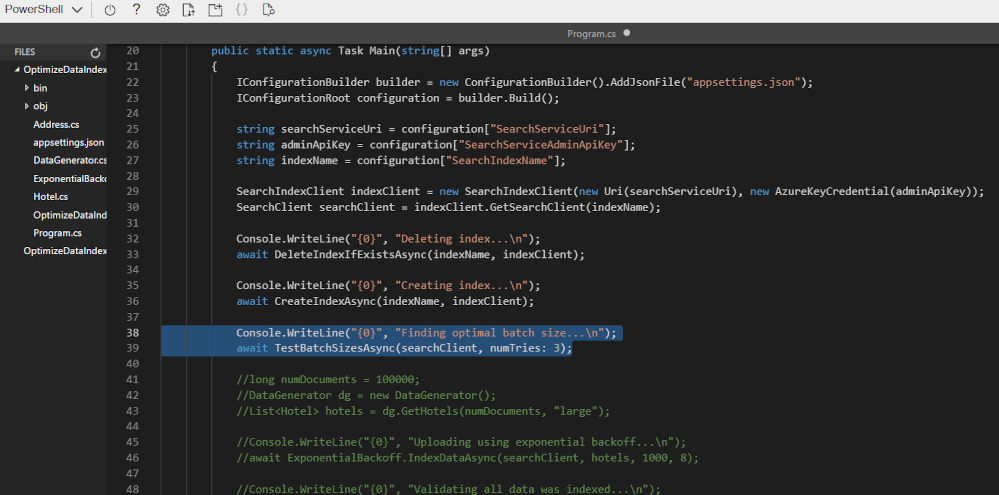 PowerShell
Program.cs
FILES
OptimizeDataIndex
bin
obj
Address.cs
appsettings.json
DataGenerator.cs
ExponentialBacko
Hotel.cs
OptimizeDataInd
Program.cs
OptimizeDataIndex
20 public static async Task Main(string[] args)
21 {
22 IConfigurationBuilder builder = new ConfigurationBuilder().AddJsonFile("appsettings.json");
23 IConfigurationRoot configuration = builder.Build();
24
25 string searchServiceUri = configuration["SearchServiceUri"];
26 string adminApiKey = configuration["SearchServiceAdminApiKey"];
27 string indexName = configuration["SearchIndexName"];
28
29 SearchIndexClient indexClient = new SearchIndexClient(new Uri(searchServiceUri), new AzureKeyCredential(adminApiKey));
30 SearchClient searchClient = indexClient.GetSearchClient(indexName);
31
32 Console.WriteLine("{0}", "Deleting index...\n");
33 await DeleteIndexIfExistsAsync(indexName, indexClient);
34
35 Console.WriteLine("{0}", "Creating index...\n");
36 await CreateIndexAsync(indexName, indexClient);
37
38 Console.WriteLine("{0}", "Finding optimal batch size...\n");
39 await TestBatchSizesAsync(searchClient, numTries: 3);
40
41 //long numDocuments = 100000;
42 //DataGenerator dg = new DataGenerator();
43 //List<Hotel> hotels = dg.GetHotels(numDocuments, "large");
44
45 //Console.WriteLine("{0}", "Uploading using exponential backoff...\n");
46 //await ExponentialBackoff.IndexDataAsync(searchClient, hotels, 1000, 8);
47
48 //Console.WriteLine("{0}", "Validating all data was indexed...\n");